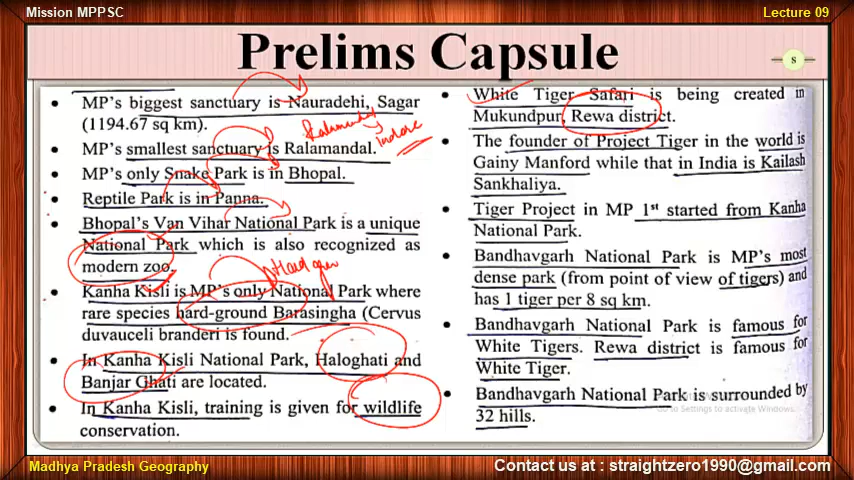 Mission MPPSC
Lecture 09
Prelims Capsule
8
• MP's biggest sanctuary is Nauradehi, Sagar
(1194.67 sq km).
Ralamandal
Indore
• MP's smallest sanctuary is Ralamandal.
• MP's only Snake Park is in Bhopal.
• Reptile Park is in Panna.
• Bhopal's Van Vihar National Park is a unique
National Park which is also recognized as
modern zoo.
• Kanha Kisli is MP's only National Park where
rare species hard-ground Barasingha (Cervus
duvauceli branderi is found.
• In Kanha Kisli National Park, Haloghati and
Banjar Ghati are located.
• In Kanha Kisli, training is given for wildlife
conservation.
• White Tiger Safari is being created in
Mukundpur, Rewa district.
• The founder of Project Tiger in the world is
Gainy Manford while that in India is Kailash
Sankhaliya.
• Tiger Project in MP 1st started from Kanha
National Park.
• Bandhavgarh National Park is MP's most
dense park (from point of view of tigers) and
has 1 tiger per 8 sq km.
• Bandhavgarh National Park is famous for
White Tigers. Rewa district is famous for
White Tiger.
• Bandhavgarh National Park is surrounded by
32 hills.
Go to Settings to activate Windows.
Madhya Pradesh Geography
Contact us at : straightzero1990@gmail.com